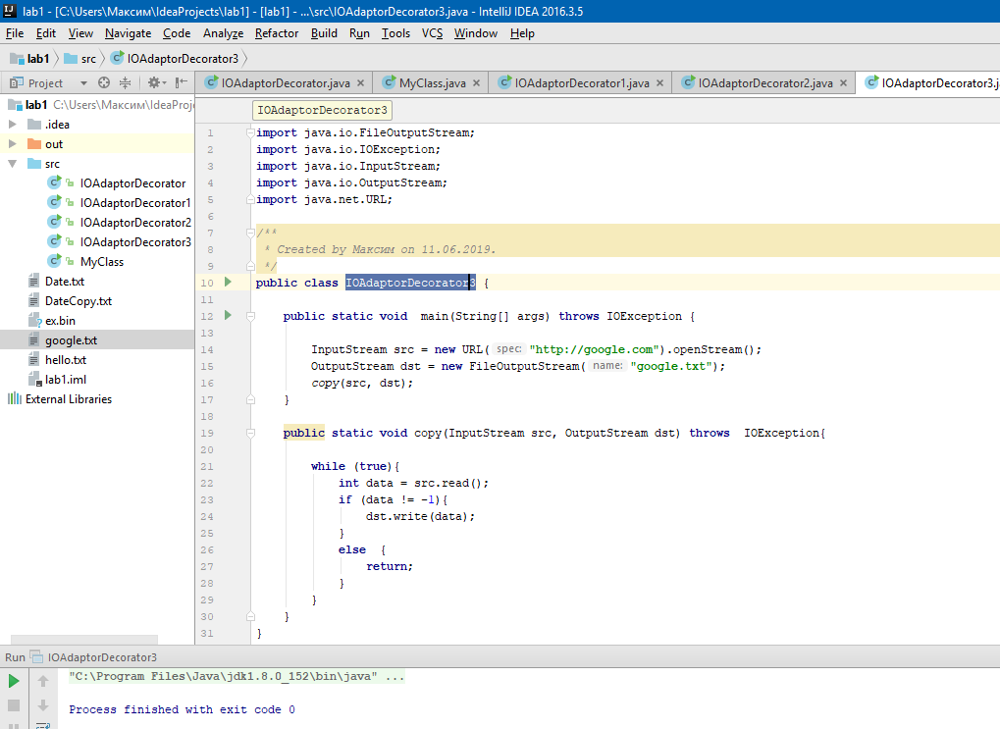 lab1 - [C:\Users\Максим\IdeaProjects\lab1] - [lab1] - ...\src\IOAdaptorDecorator3.java - IntelliJ IDEA 2016.3.5
File Edit View Navigate Code Analyze Refactor Build Run Tools VCS Window Help
lab1 src IOAdaptorDecorator3
Project
IOAdaptorDecorator.java MyClass.java IOAdaptorDecorator1.java IOAdaptorDecorator2.java IOAdaptorDecorator3.j
lab1 C:\Users\Максим\IdeaProj
.idea
out
src
IOAdaptorDecorator
IOAdaptorDecorator1
IOAdaptorDecorator2
IOAdaptorDecorator3
MyClass
Date.txt
DateCopy.txt
ex.bin
google.txt
hello.txt
lab1.iml
External Libraries
IOAdaptorDecorator3
1 import java.io.FileOutputStream;
2 import java.io.IOException;
3 import java.io.InputStream;
4 import java.io.OutputStream;
5 import java.net.URL;
6
7 /**
8 * Created by Максим on 11.06.2019.
9 */
10 public class IOAdaptorDecorator3 {
11
12 public static void main(String[] args) throws IOException {
13
14 InputStream src = new URL( spec: "http://google.com").openStream();
15 OutputStream dst = new FileOutputStream( name: "google.txt");
16 copy(src, dst);
17 }
18
19 public static void copy(InputStream src, OutputStream dst) throws IOException{
20
21 while (true){
22 int data = src.read();
23 if (data != -1){
24 dst.write(data);
25 }
26 else {
27 return;
28 }
29 }
30 }
31 }
Run IOAdaptorDecorator3
"C:\Program Files\Java\jdk1.8.0_152\bin\java" ...
Process finished with exit code 0